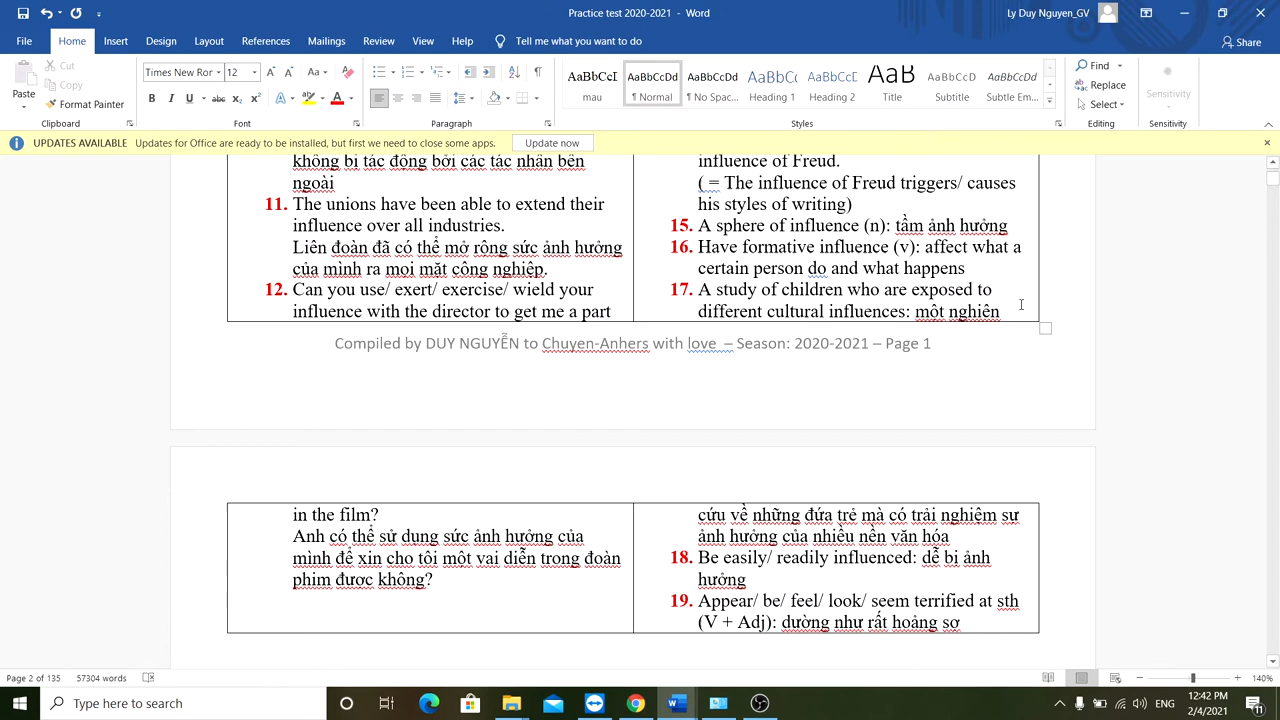 Practice test 2020-2021 - Word
Ly Duy Nguyen_GV
File Home Insert Design Layout References Mailings Review View Help Tell me what you want to do
Share
Cut
Copy
Format Painter
Paste
Clipboard
Times New Ror 12
Font
Paragraph
AaBbCcI AaBbCcDd AaBbCcDd AaBbCcI AaBbCcDd AaB AaBbCcDd AaBbCcDd
mau ¶ Normal ¶ No Spac... Heading 1 Heading 2 Title Subtitle Subtle Em...
Styles
Find
Replace
Select
Editing
Sensitivity
Sensitivity
UPDATES AVAILABLE Updates for Office are ready to be installed, but first we need to close some apps. Update now
không bị tác động bởi các tác nhân bên
ngoài
11. The unions have been able to extend their
influence over all industries.
Liên đoàn đã có thể mở rộng sức ảnh hưởng
của mình ra mọi mặt công nghiệp.
12. Can you use/ exert/ exercise/ wield your
influence with the director to get me a part
influence of Freud.
( = The influence of Freud triggers/ causes
his styles of writing)
15. A sphere of influence (n): tầm ảnh hưởng
16. Have formative influence (v): affect what a
certain person do and what happens
17. A study of children who are exposed to
different cultural influences: một nghiên
Compiled by DUY NGUYỄN to Chuyen-Anhers with love – Season: 2020-2021 – Page 1
in the film?
Anh có thể sử dụng sức ảnh hưởng của
mình để xin cho tôi một vai diễn trong đoàn
phim được không?
cứu về những đứa trẻ mà có trải nghiệm sự
ảnh hưởng của nhiều nền văn hóa
18. Be easily/ readily influenced: dễ bị ảnh
hưởng
19. Appear/ be/ feel/ look/ seem terrified at sth
(V + Adj): dường như rất hoảng sợ
Page 2 of 135 57304 words
140%
Type here to search
12:42 PM
2/4/2021
11